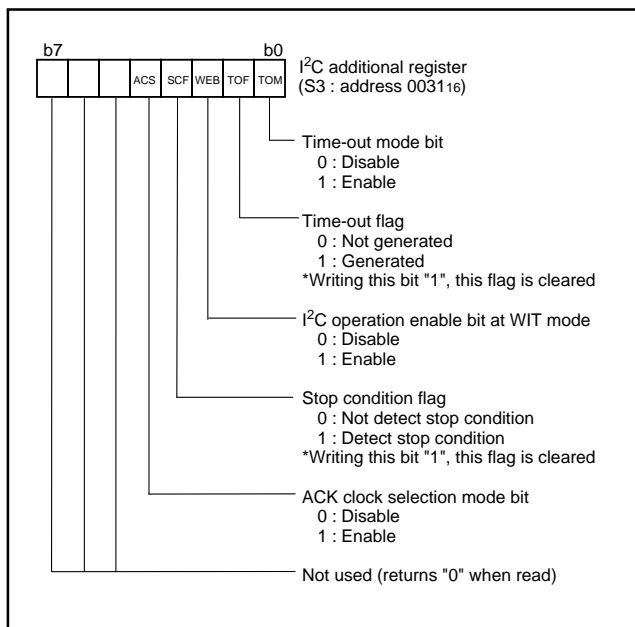 b7 b0
ACS SCF WEB TOF TOM
I²C additional register
(S3 : address 0031₁₆)
Time-out mode bit
0 : Disable
1 : Enable
Time-out flag
0 : Not generated
1 : Generated
*Writing this bit "1", this flag is cleared
I²C operation enable bit at WIT mode
0 : Disable
1 : Enable
Stop condition flag
0 : Not detect stop condition
1 : Detect stop condition
*Writing this bit "1", this flag is cleared
ACK clock selection mode bit
0 : Disable
1 : Enable
Not used (returns "0" when read)